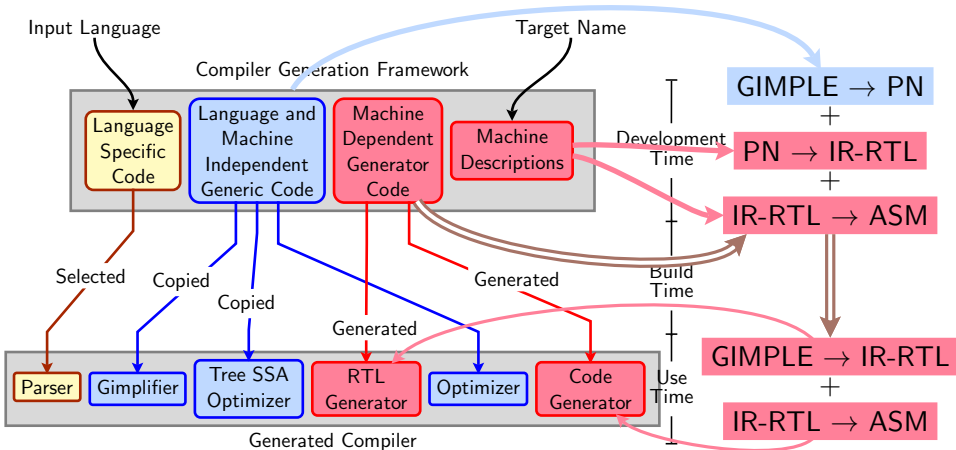 Input Language
Target Name
Compiler Generation Framework
Language
Specific
Code
Language and
Machine
Independent
Generic Code
Machine
Dependent
Generator
Code
Machine
Descriptions
Development
Time
GIMPLE → PN
+
PN → IR-RTL
+
IR-RTL → ASM
Selected
Copied
Copied
Generated
Generated
Build
Time
Parser
Gimplifier
Tree SSA
Optimizer
RTL
Generator
Optimizer
Code
Generator
Use
Time
GIMPLE → IR-RTL
+
IR-RTL → ASM
Generated Compiler